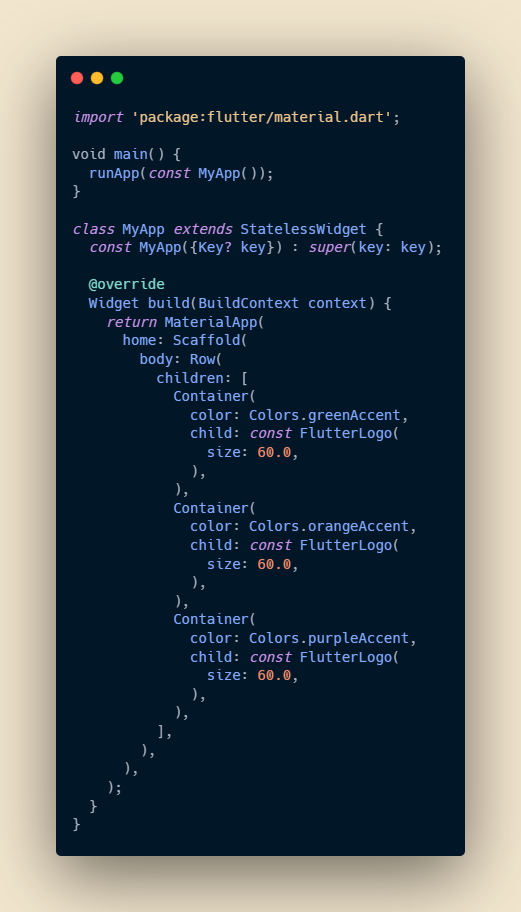 import 'package:flutter/material.dart';

void main() {
  runApp(const MyApp());
}

class MyApp extends StatelessWidget {
  const MyApp({Key? key}) : super(key: key);

  @override
  Widget build(BuildContext context) {
    return MaterialApp(
      home: Scaffold(
        body: Row(
          children: [
            Container(
              color: Colors.greenAccent,
              child: const FlutterLogo(
                size: 60.0,
              ),
            ),
            Container(
              color: Colors.orangeAccent,
              child: const FlutterLogo(
                size: 60.0,
              ),
            ),
            Container(
              color: Colors.purpleAccent,
              child: const FlutterLogo(
                size: 60.0,
              ),
            ),
          ],
        ),
      ),
    );
  }
}